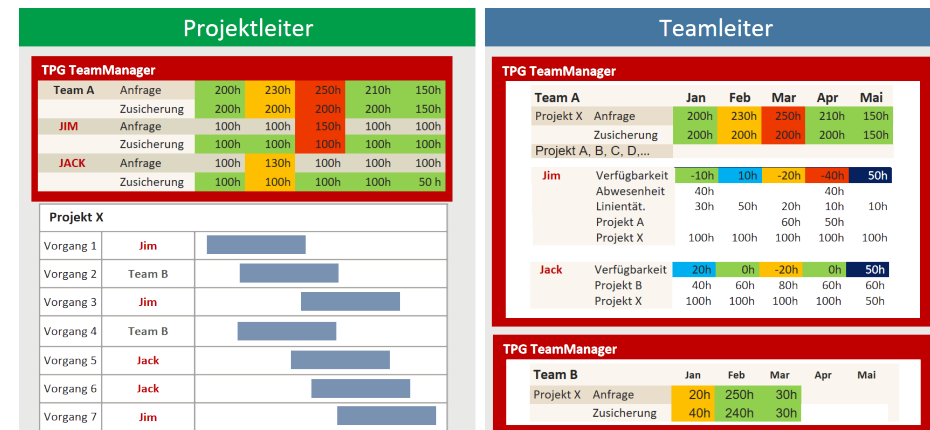 Projektleiter
TPG TeamManager
Team A Anfrage 200h 230h 250h 210h 150h
Zusicherung 200h 200h 200h 200h 150h
JIM Anfrage 100h 100h 150h 100h 100h
Zusicherung 100h 100h 100h 100h 100h
JACK Anfrage 100h 130h 100h 100h 100h
Zusicherung 100h 100h 100h 100h 50 h
Projekt X
Vorgang 1 Jim
Vorgang 2 Team B
Vorgang 3 Jim
Vorgang 4 Team B
Vorgang 5 Jack
Vorgang 6 Jack
Vorgang 7 Jim
Teamleiter
TPG TeamManager
Team A Jan Feb Mar Apr Mai
Projekt X Anfrage 200h 230h 250h 210h 150h
Zusicherung 200h 200h 200h 200h 150h
Projekt A, B, C, D,...
Jim Verfügbarkeit -10h 10h -20h -40h 50h
Abwesenheit 40h 40h
Linientät. 30h 50h 20h 10h 10h
Projekt A 60h 50h
Projekt X 100h 100h 100h 100h 100h
Jack Verfügbarkeit 20h 0h -20h 0h 50h
Projekt B 40h 60h 80h 60h 60h
Projekt X 100h 100h 100h 100h 50h
TPG TeamManager
Team B Jan Feb Mar Apr Mai
Projekt X Anfrage 20h 250h 30h
Zusicherung 40h 240h 30h